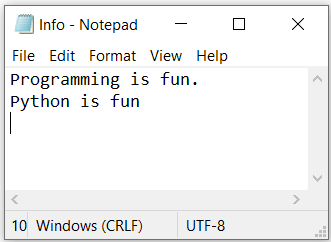 Info - Notepad
File Edit Format View Help
Programming is fun.
Python is fun
10 Windows (CRLF) UTF-8